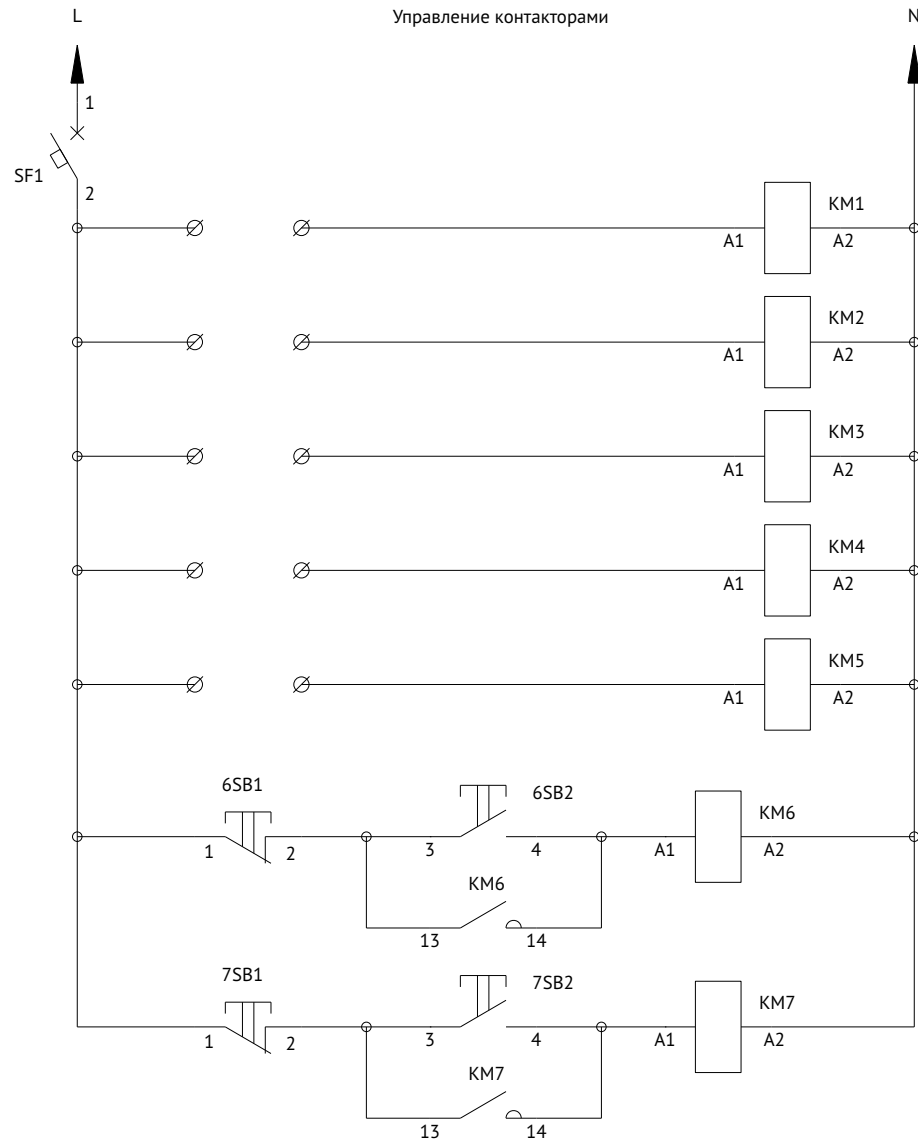 L Управление контакторами N
1
SF1
2
KM1
A1 A2
KM2
A1 A2
KM3
A1 A2
KM4
A1 A2
KM5
A1 A2
6SB1 6SB2 KM6
1 2 3 4 A1 A2
KM6
13 14
7SB1 7SB2 KM7
1 2 3 4 A1 A2
KM7
13 14